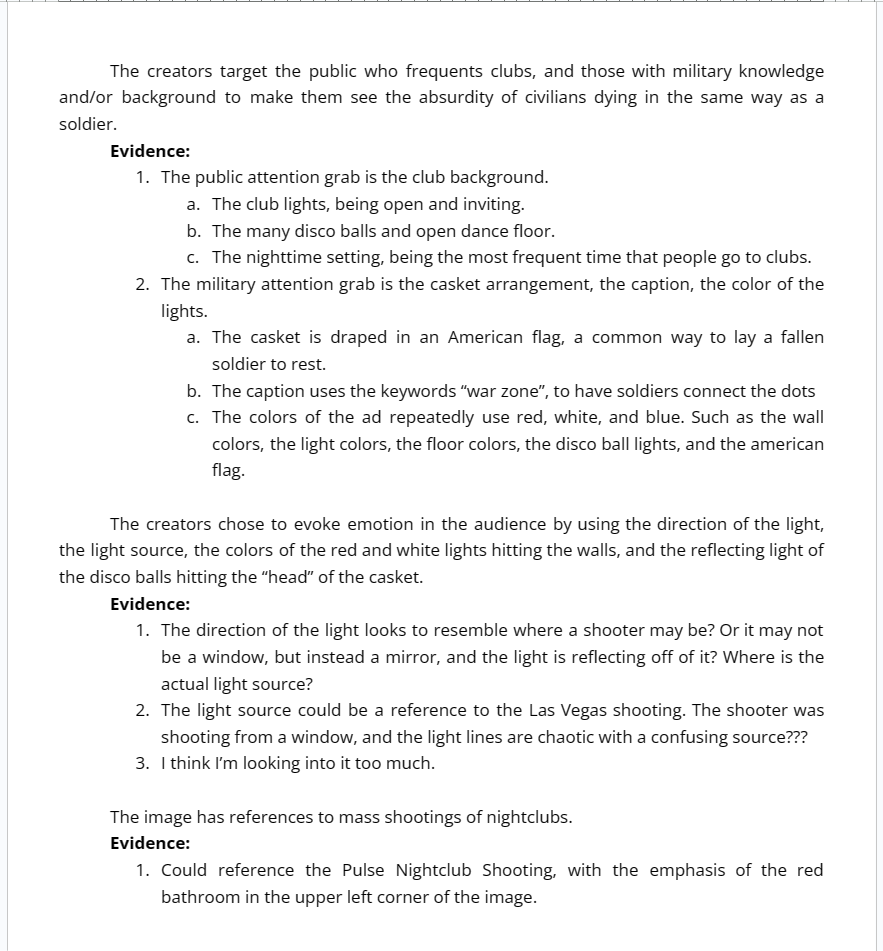 The creators target the public who frequents clubs, and those with military knowledge
and/or background to make them see the absurdity of civilians dying in the same way as a
soldier.
Evidence:
1. The public attention grab is the club background.
a. The club lights, being open and inviting.
b. The many disco balls and open dance floor.
c. The nighttime setting, being the most frequent time that people go to clubs.
2. The military attention grab is the casket arrangement, the caption, the color of the
lights.
a. The casket is draped in an American flag, a common way to lay a fallen
soldier to rest.
b. The caption uses the keywords “war zone”, to have soldiers connect the dots
c. The colors of the ad repeatedly use red, white, and blue. Such as the wall
colors, the light colors, the floor colors, the disco ball lights, and the american
flag.
The creators chose to evoke emotion in the audience by using the direction of the light,
the light source, the colors of the red and white lights hitting the walls, and the reflecting light of
the disco balls hitting the “head” of the casket.
Evidence:
1. The direction of the light looks to resemble where a shooter may be? Or it may not
be a window, but instead a mirror, and the light is reflecting off of it? Where is the
actual light source?
2. The light source could be a reference to the Las Vegas shooting. The shooter was
shooting from a window, and the light lines are chaotic with a confusing source???
3. I think I’m looking into it too much.
The image has references to mass shootings of nightclubs.
Evidence:
1. Could reference the Pulse Nightclub Shooting, with the emphasis of the red
bathroom in the upper left corner of the image.